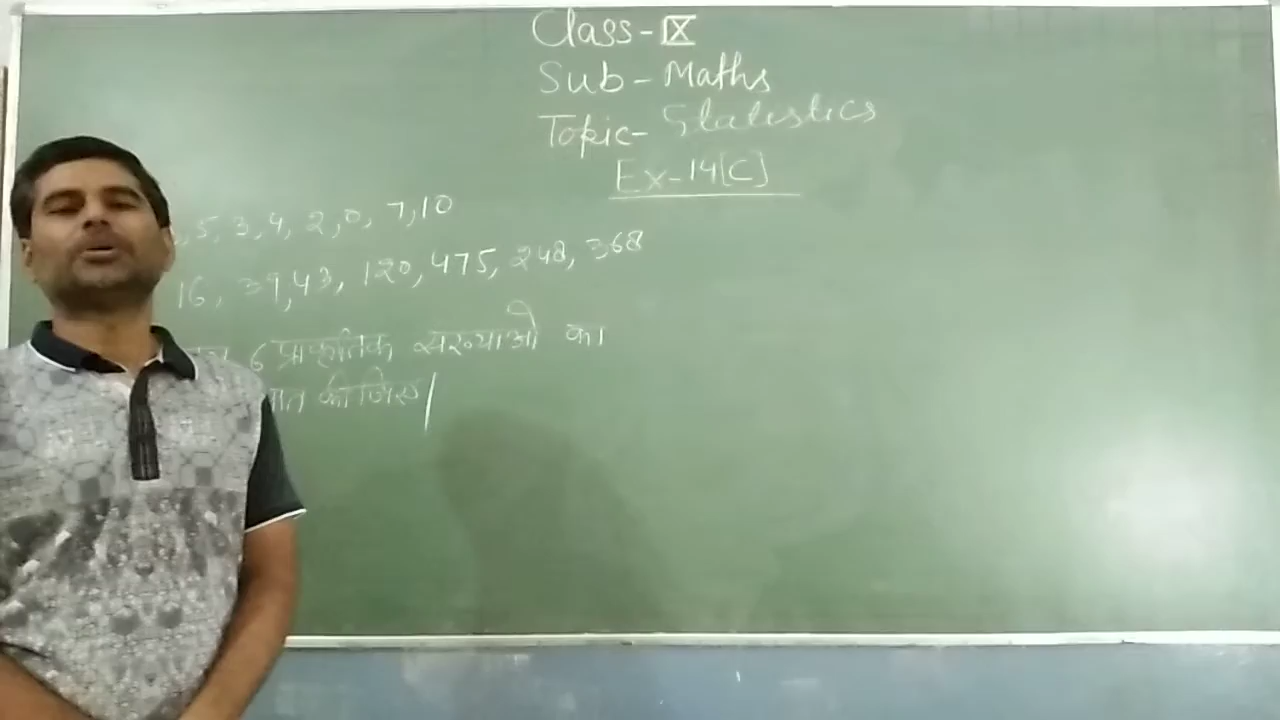 Class-IX
Sub-Maths
Topic-Statistics
Ex-14[C]
, 5, 3, 4, 2, 0, 7, 10
16, 39, 43, 120, 475, 248, 368
6 प्राकृतिक संख्याओं का
कीजिए।